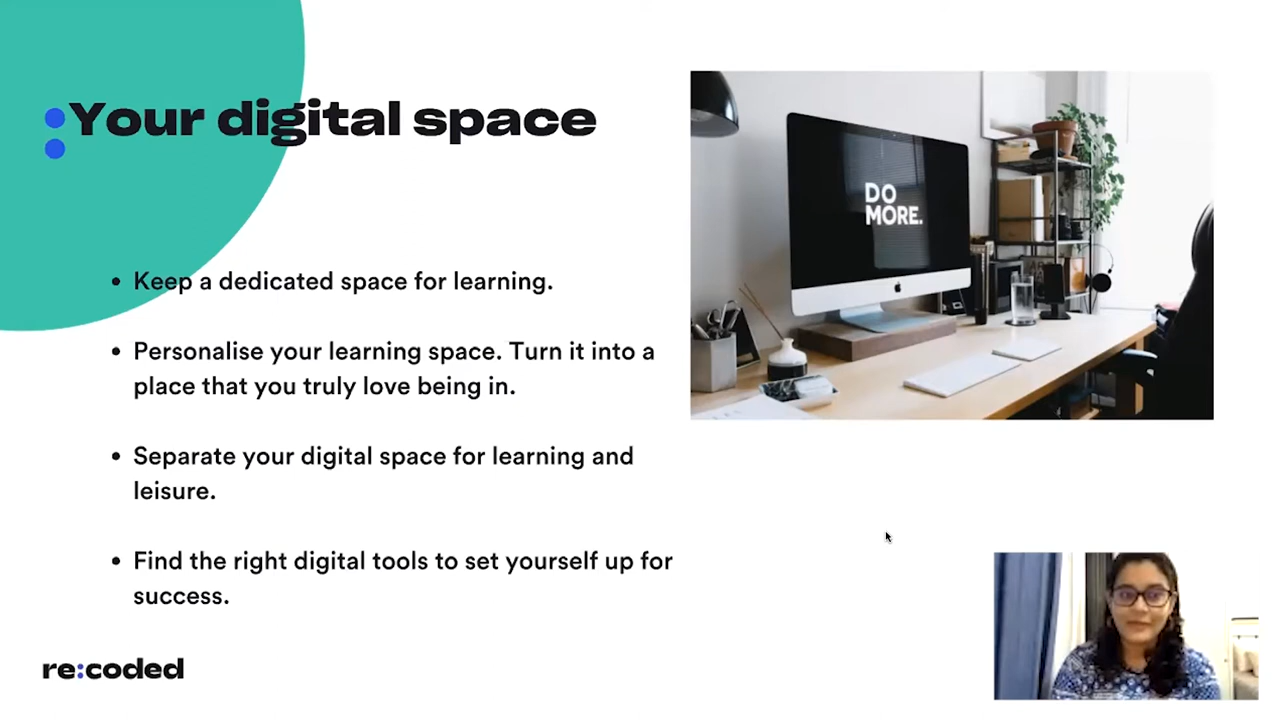 Your digital space
DO
MORE.
• Keep a dedicated space for learning.
• Personalise your learning space. Turn it into a
place that you truly love being in.
• Separate your digital space for learning and
leisure.
• Find the right digital tools to set yourself up for
success.
re:coded